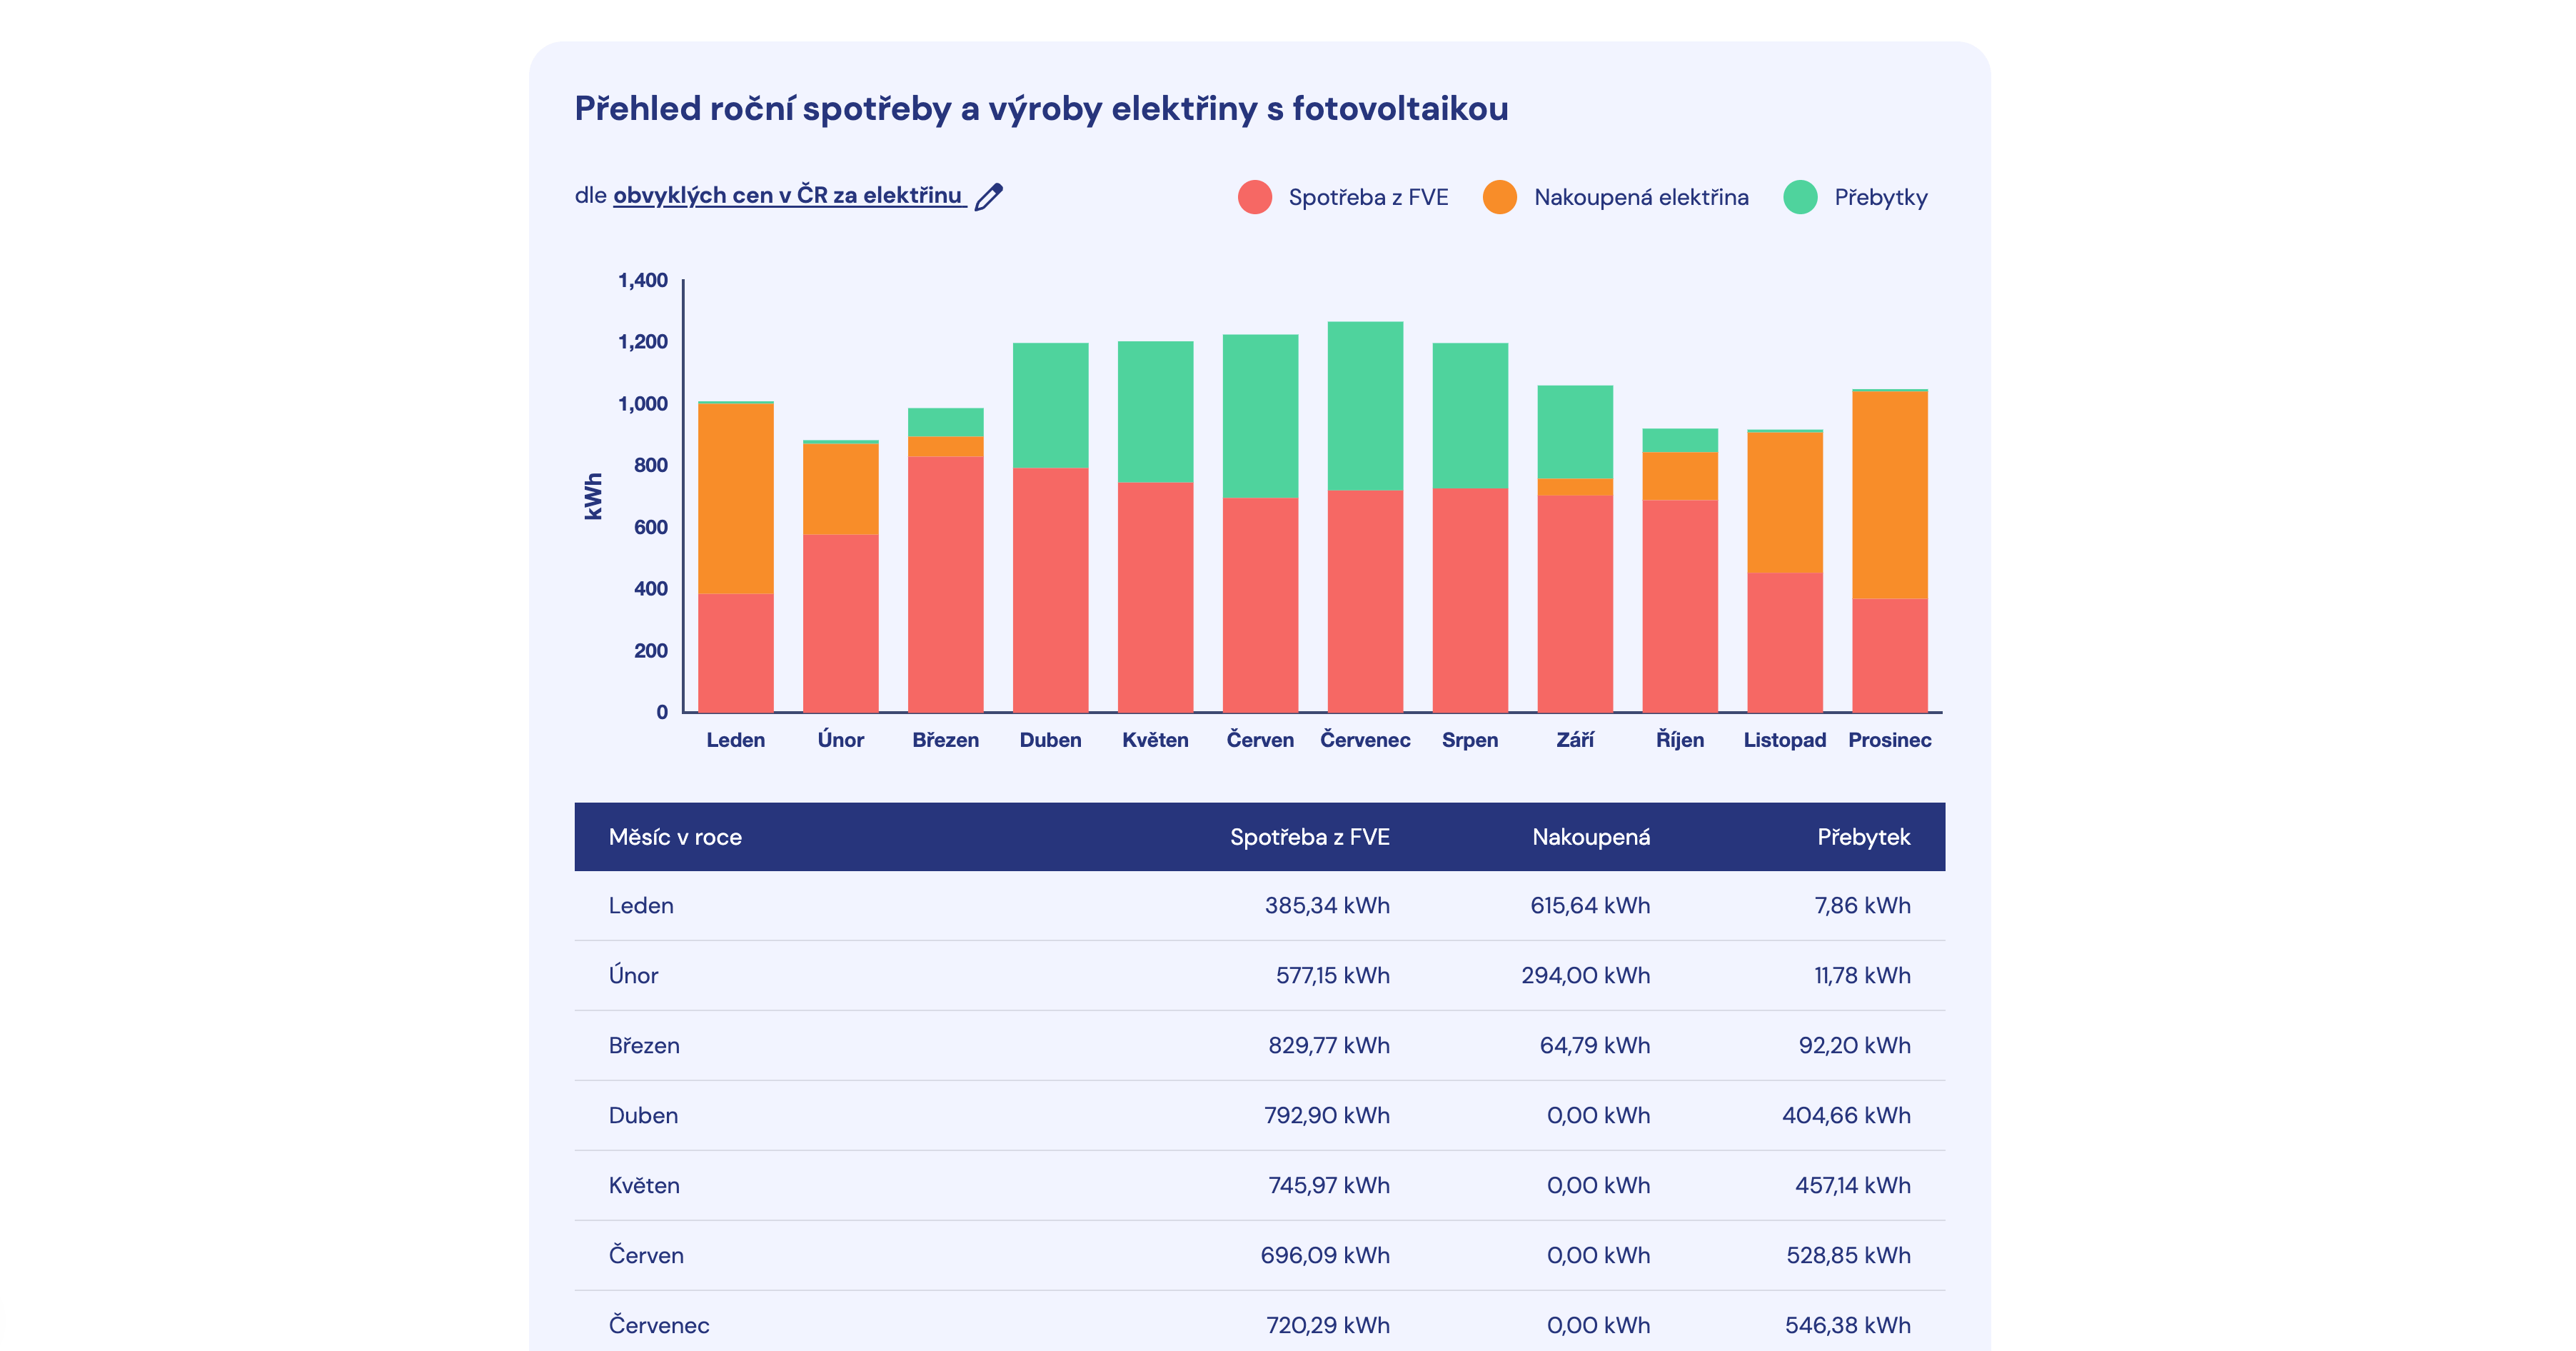 Přehled roční spotřeby a výroby elektřiny s fotovoltaikou
dle obvyklých cen v ČR za elektřinu
Spotřeba z FVE Nakoupená elektřina Přebytky
1,400
1,200
1,000
800
600
400
200
0
kWh
Leden Únor Březen Duben Květen Červen Červenec Srpen Září Říjen Listopad Prosinec
Měsíc v roce Spotřeba z FVE Nakoupená Přebytek
Leden 385,34 kWh 615,64 kWh 7,86 kWh
Únor 577,15 kWh 294,00 kWh 11,78 kWh
Březen 829,77 kWh 64,79 kWh 92,20 kWh
Duben 792,90 kWh 0,00 kWh 404,66 kWh
Květen 745,97 kWh 0,00 kWh 457,14 kWh
Červen 696,09 kWh 0,00 kWh 528,85 kWh
Červenec 720,29 kWh 0,00 kWh 546,38 kWh